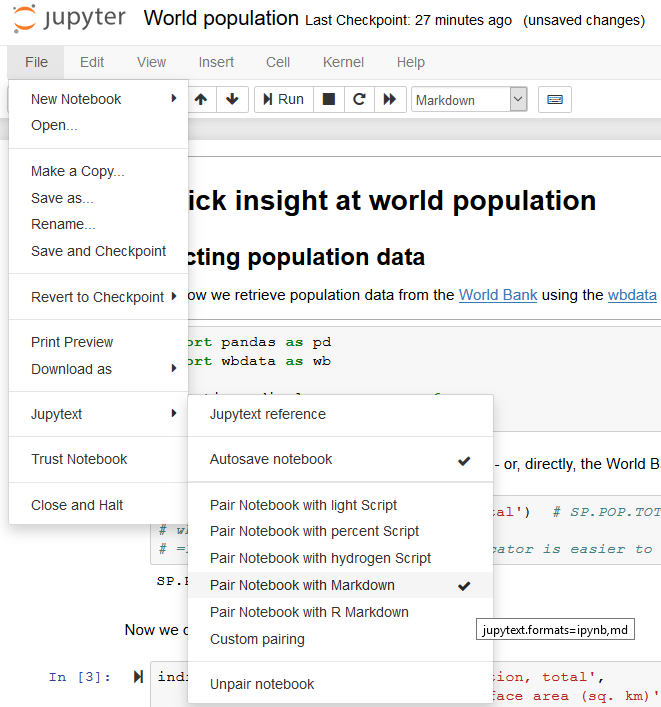 jupyter World population Last Checkpoint: 27 minutes ago (unsaved changes)
File Edit View Insert Cell Kernel Help
Run Markdown
New Notebook
Open...
Make a Copy...
Save as...
Rename...
Save and Checkpoint
Revert to Checkpoint
Print Preview
Download as
Jupytext
Trust Notebook
Close and Halt
ick insight at world population
cting population data
ow we retrieve population data from the World Bank using the wbdata
ort pandas as pd
ort wbdata as wb
Jupytext reference
Autosave notebook
Pair Notebook with light Script
Pair Notebook with percent Script
Pair Notebook with hydrogen Script
Pair Notebook with Markdown
Pair Notebook with R Markdown
Custom pairing
Unpair notebook
jupytext.formats=ipynb,md
- or, directly, the World B
tal') # SP.POP.TOT
# w
# = cator is easier to
SP.
Now we
In [3]: indi tion, total',
face area (sq. km)'